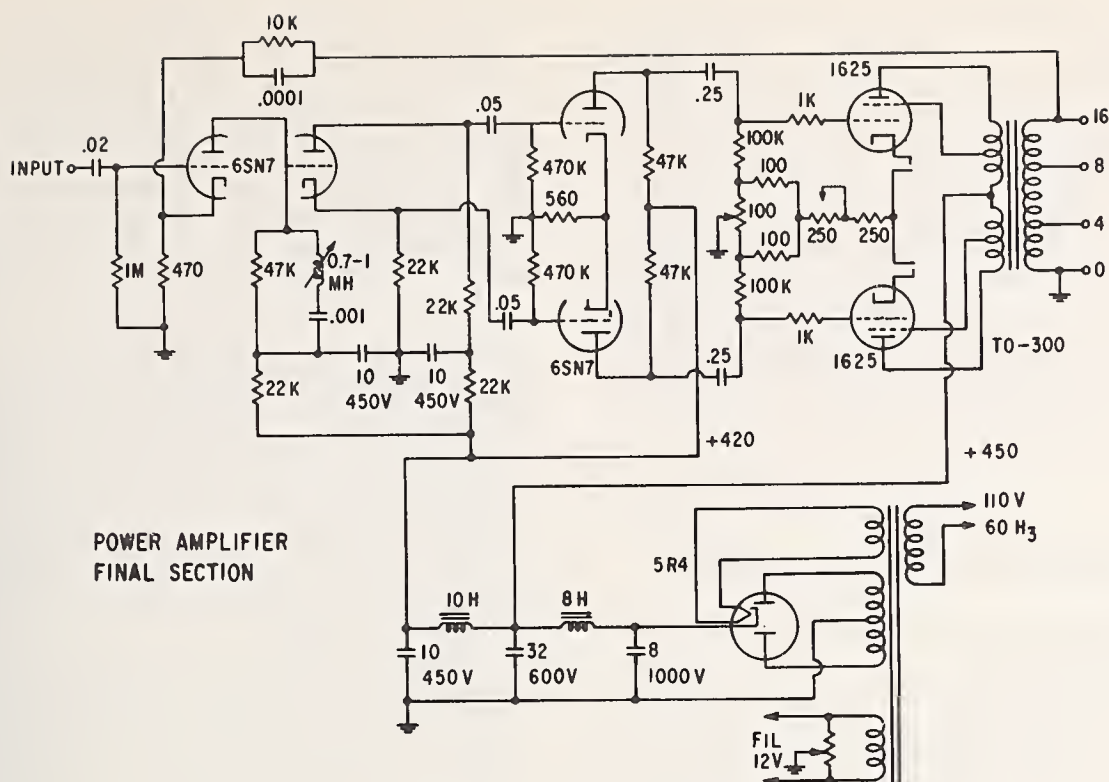 10K
.0001
.02
INPUT
6SN7
1M
470
47K
0.7-1
MH
.001
22K
22K
22K
10
450V
10
450V
22K
.05
.05
470K
560
470K
6SN7
47K
47K
.25
.25
100K
100
100
100
100K
250
250
1K
1K
1625
1625
16
8
4
0
TO-300
+420
+450
POWER AMPLIFIER
FINAL SECTION
10H
8H
10
450V
32
600V
8
1000V
5R4
110V
60 H3
FIL
12V